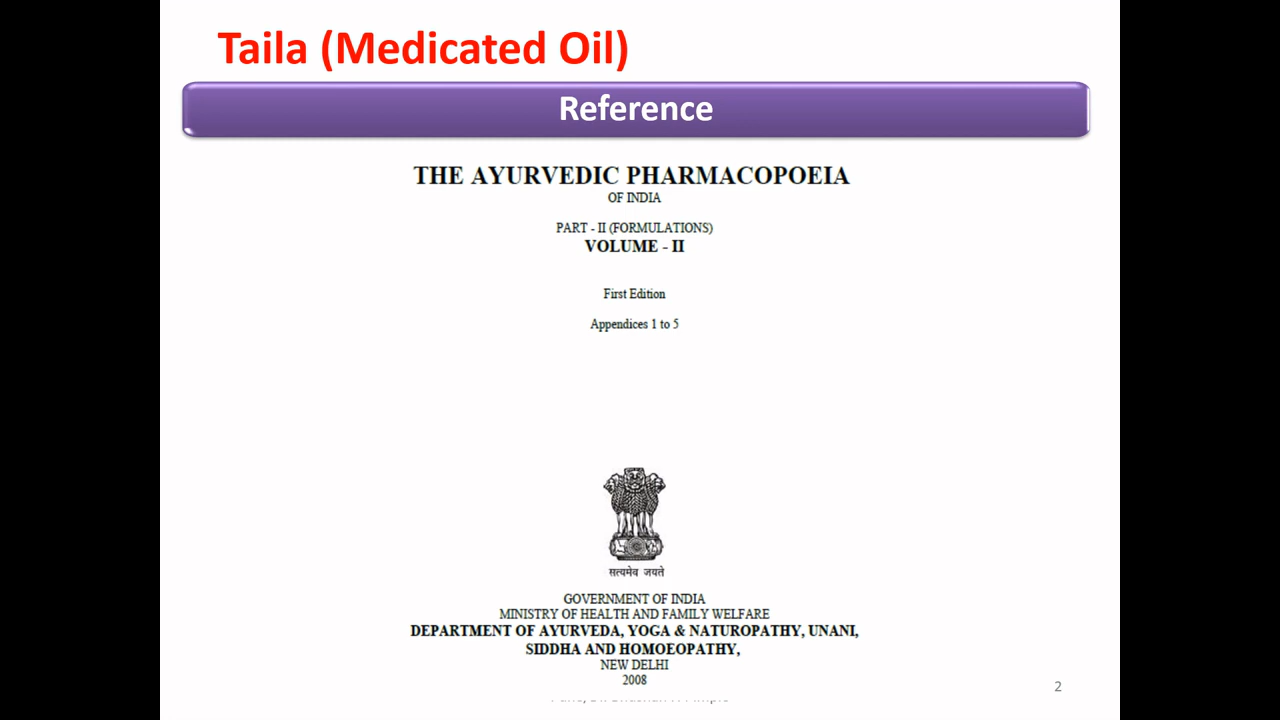 Taila (Medicated Oil)
Reference
THE AYURVEDIC PHARMACOPOEIA
OF INDIA
PART - II (FORMULATIONS)
VOLUME - II
First Edition
Appendices 1 to 5
सत्यमेव जयते
GOVERNMENT OF INDIA
MINISTRY OF HEALTH AND FAMILY WELFARE
DEPARTMENT OF AYURVEDA, YOGA & NATUROPATHY, UNANI,
SIDDHA AND HOMOEOPATHY,
NEW DELHI
2008
2